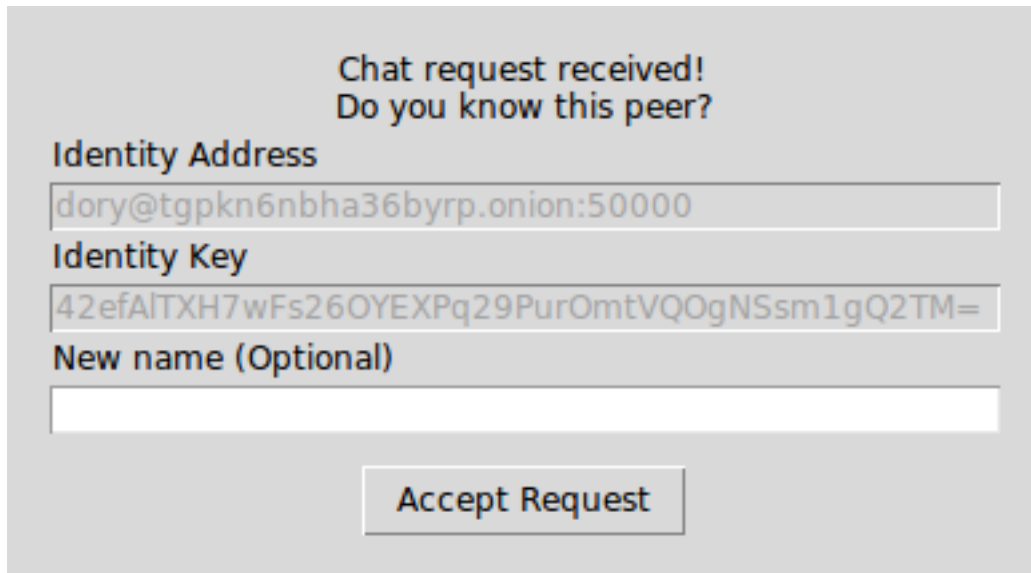 Chat request received!
Do you know this peer?
Identity Address
dory@tgpkn6nbha36byrp.onion:50000
Identity Key
42efAlTXH7wFs26OYEXPq29PurOmtVQOgNSsm1gQ2TM=
New name (Optional)
Accept Request